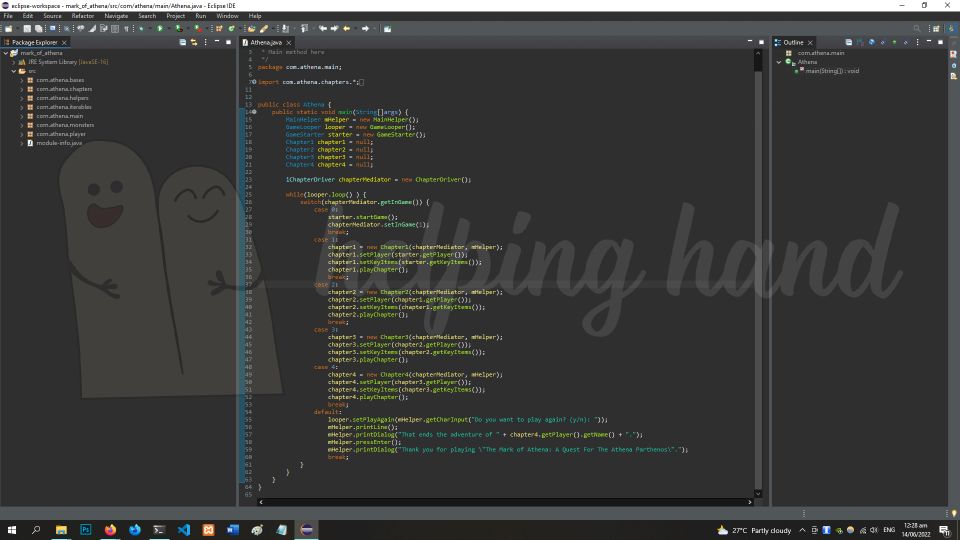 eclipse-workspace - mark_of_athena/src/com/athena/main/Athena.java - Eclipse IDE
File Edit Source Refactor Navigate Search Project Run Window Help
Package Explorer
mark_of_athena
JRE System Library [JavaSE-16]
src
com.athena.bases
com.athena.chapters
com.athena.helpers
com.athena.iterables
com.athena.main
com.athena.monsters
com.athena.player
module-info.java
Athena.java
3 * Main method here
4 */
5 package com.athena.main;
6
7 import com.athena.chapters.*;
11
12
13 public class Athena {
14 public static void main(String[]args) {
15 MainHelper mHelper = new MainHelper();
16 GameLooper looper = new GameLooper();
17 GameStarter starter = new GameStarter();
18 Chapter1 chapter1 = null;
19 Chapter2 chapter2 = null;
20 Chapter3 chapter3 = null;
21 Chapter4 chapter4 = null;
22
23 iChapterDriver chapterMediator = new ChapterDriver();
24
25 while(looper.loop() ) {
26 switch(chapterMediator.getInGame()) {
27 case 0:
28 starter.startGame();
29 chapterMediator.setInGame(1);
30 break;
31 case 1:
32 chapter1 = new Chapter1(chapterMediator, mHelper);
33 chapter1.setPlayer(starter.getPlayer());
34 chapter1.setKeyItems(starter.getKeyItems());
35 chapter1.playChapter();
36 break;
37 case 2:
38 chapter2 = new Chapter2(chapterMediator, mHelper);
39 chapter2.setPlayer(chapter1.getPlayer());
40 chapter2.setKeyItems(chapter1.getKeyItems());
41 chapter2.playChapter();
42 break;
43 case 3:
44 chapter3 = new Chapter3(chapterMediator, mHelper);
45 chapter3.setPlayer(chapter2.getPlayer());
46 chapter3.setKeyItems(chapter2.getKeyItems());
47 chapter3.playChapter();
48 case 4:
49 chapter4 = new Chapter4(chapterMediator, mHelper);
50 chapter4.setPlayer(chapter3.getPlayer());
51 chapter4.setKeyItems(chapter3.getKeyItems());
52 chapter4.playChapter();
53 break;
54 default:
55 looper.setPlayAgain(mHelper.getCharInput("Do you want to play again? (y/n): "));
56 mHelper.printLine();
57 mHelper.printDialog("That ends the adventure of " + chapter4.getPlayer().getName() + ".");
58 mHelper.pressEnter();
59 mHelper.printDialog("Thank you for playing \"The Mark of Athena: A Quest For The Athena Parthenos\".");
60 break;
61 }
62 }
63 }
64 }
65
helping hand
Outline
com.athena.main
Athena
main(String[]) : void
27°C Partly cloudy
ENG
12:28 am
14/06/2022